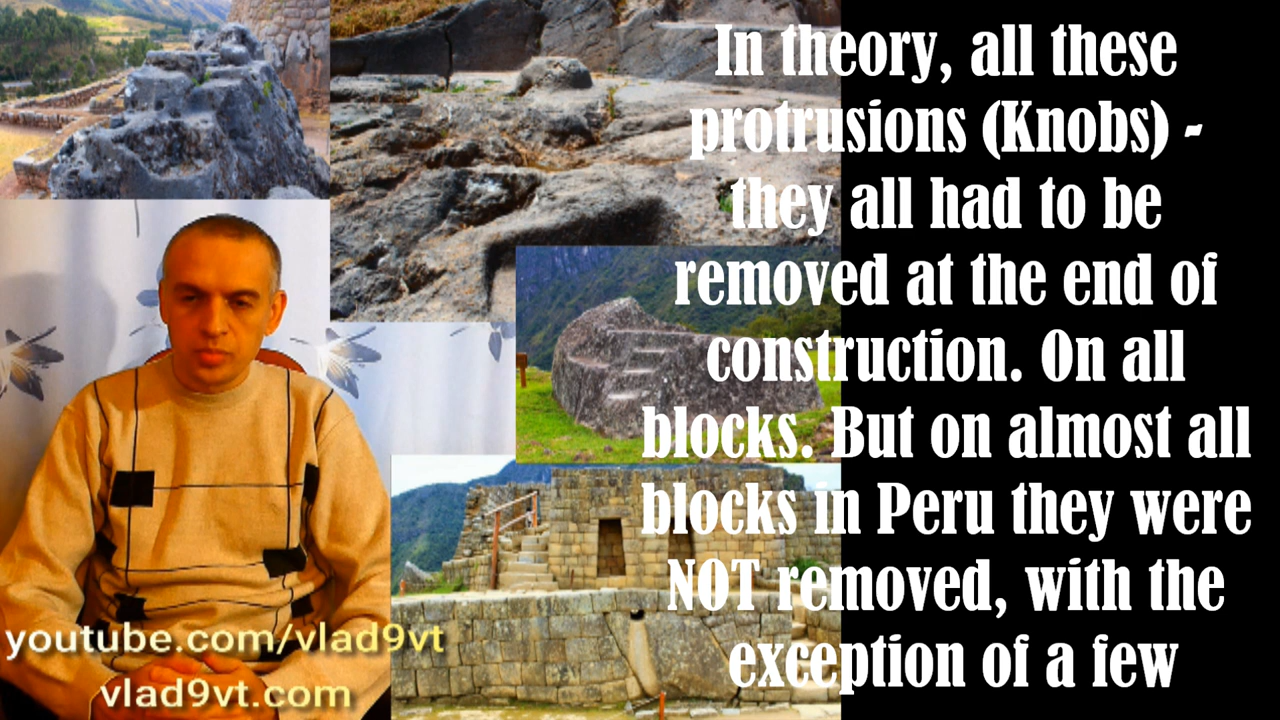 In theory, all these
protrusions (Knobs) -
they all had to be
removed at the end of
construction. On all
blocks. But on almost all
blocks in Peru they were
NOT removed, with the
exception of a few
youtube.com/vlad9vt
vlad9vt.com